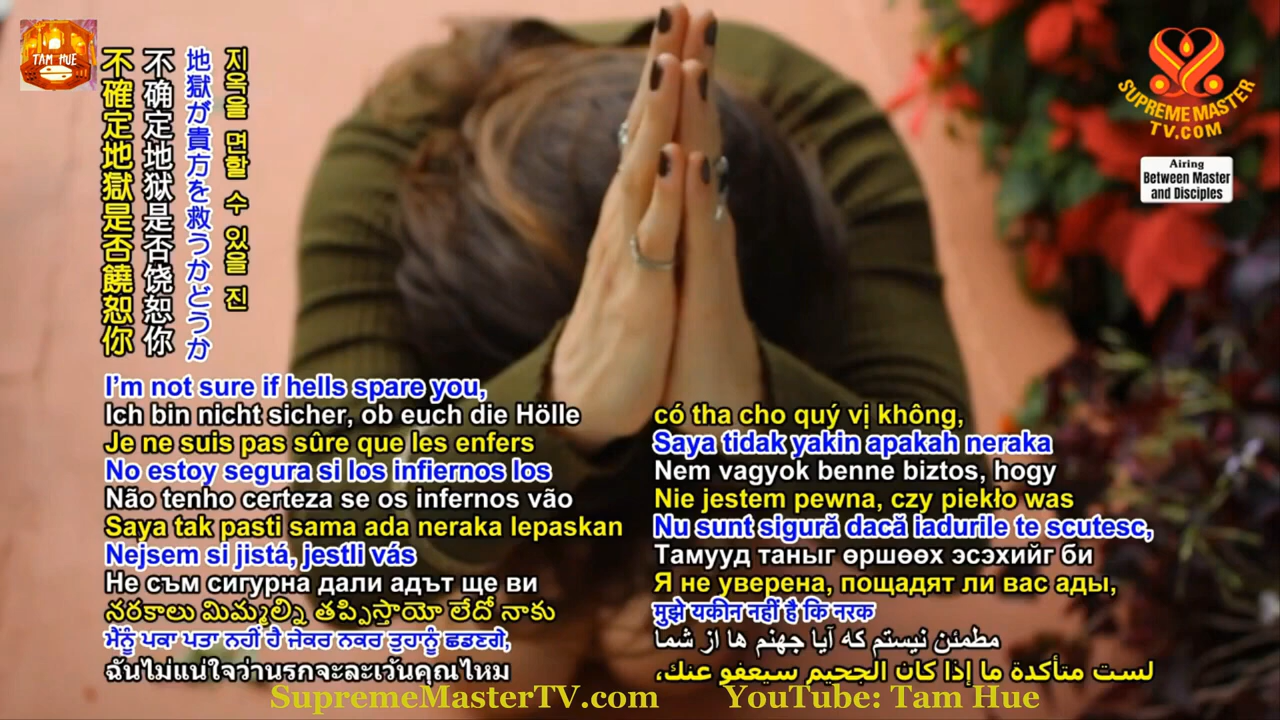 TAM HUE
不確定地獄是否饒恕你
不确定地狱是否饶恕你
地獄が貴方を救うかどうか
지옥을 면할 수 있을 진
SUPREME MASTER
TV.COM
Airing
Between Master
and Disciples
I’m not sure if hells spare you,
Ich bin nicht sicher, ob euch die Hölle
Je ne suis pas sûre que les enfers
No estoy segura si los infiernos los
Não tenho certeza se os infernos vão
Saya tak pasti sama ada neraka lepaskan
Nejsem si jistá, jestli vás
Не съм сигурна дали адът ще ви
నరకాలు మిమ్మల్ని తప్పిస్తాయో లేదో నాకు
ਮੈਨੂੰ ਪਕਾ ਪਤਾ ਨਹੀਂ ਹੈ ਜੇਕਰ ਨਕਰ ਤੁਹਾਨੂੰ ਛਡਣਗੇ,
ฉันไม่แน่ใจว่านรกจะละเว้นคุณไหม
có tha cho quý vị không,
Saya tidak yakin apakah neraka
Nem vagyok benne biztos, hogy
Nie jestem pewna, czy piekło was
Nu sunt sigură dacă iadurile te scutesc,
Тамууд таныг өршөөх эсэхийг би
Я не уверена, пощадят ли вас ады,
मुझे यकीन नहीं है कि नरक
مطمئن نیستم که آیا جهنم ها از شما
لست متأكدة ما إذا كان الجحيم سيعفو عنك،
SupremeMasterTV.com
YouTube: Tam Hue